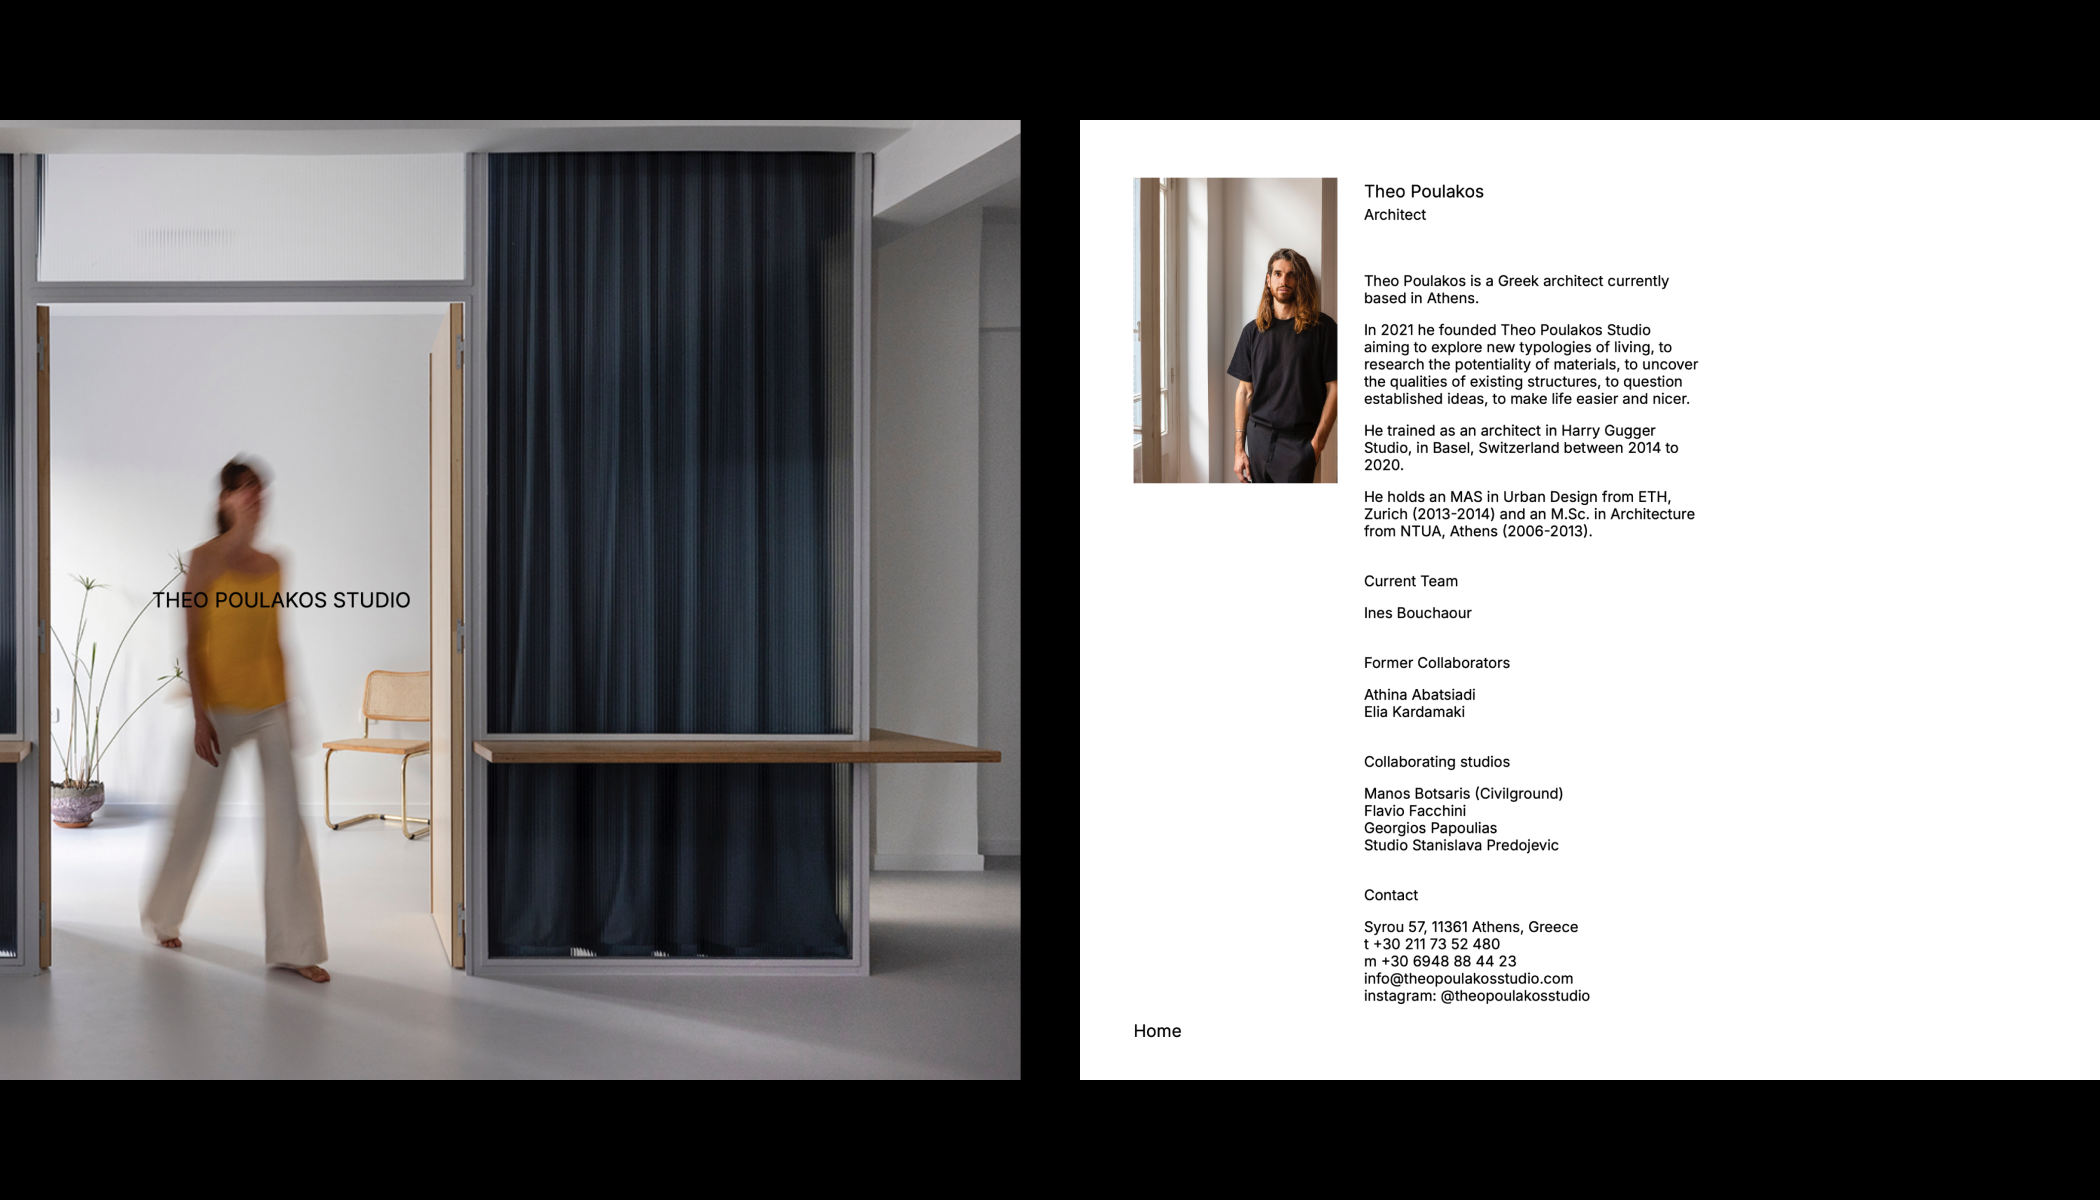 THEO POULAKOS STUDIO
Theo Poulakos
Architect
Theo Poulakos is a Greek architect currently
based in Athens.
In 2021 he founded Theo Poulakos Studio
aiming to explore new typologies of living, to
research the potentiality of materials, to uncover
the qualities of existing structures, to question
established ideas, to make life easier and nicer.
He trained as an architect in Harry Gugger
Studio, in Basel, Switzerland between 2014 to
2020.
He holds an MAS in Urban Design from ETH,
Zurich (2013-2014) and an M.Sc. in Architecture
from NTUA, Athens (2006-2013).
Current Team
Ines Bouchaour
Former Collaborators
Athina Abatsiadi
Elia Kardamaki
Collaborating studios
Manos Botsaris (Civilground)
Flavio Facchini
Georgios Papoulias
Studio Stanislava Predojevic
Contact
Syrou 57, 11361 Athens, Greece
t +30 211 73 52 480
m +30 6948 88 44 23
info@theopoulakosstudio.com
instagram: @theopoulakosstudio
Home